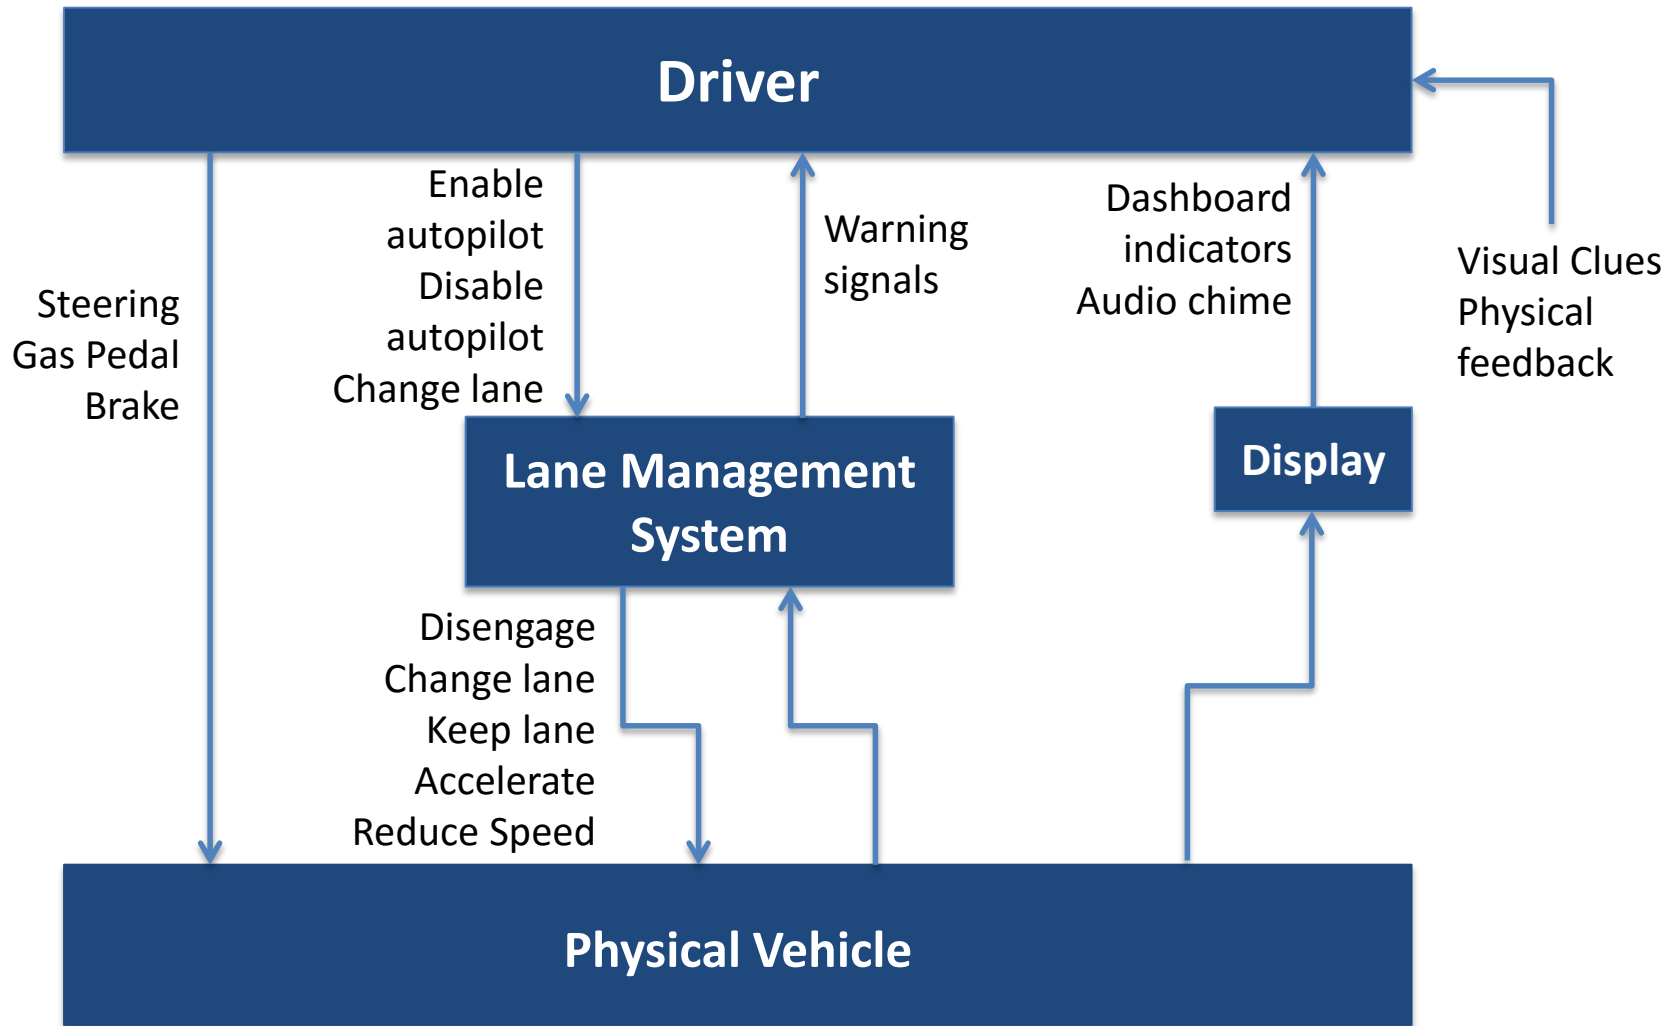 Driver
Enable
autopilot
Disable
autopilot
Change lane
Warning
signals
Dashboard
indicators
Audio chime
Visual Clues
Physical
feedback
Steering
Gas Pedal
Brake
Lane Management
System
Display
Disengage
Change lane
Keep lane
Accelerate
Reduce Speed
Physical Vehicle